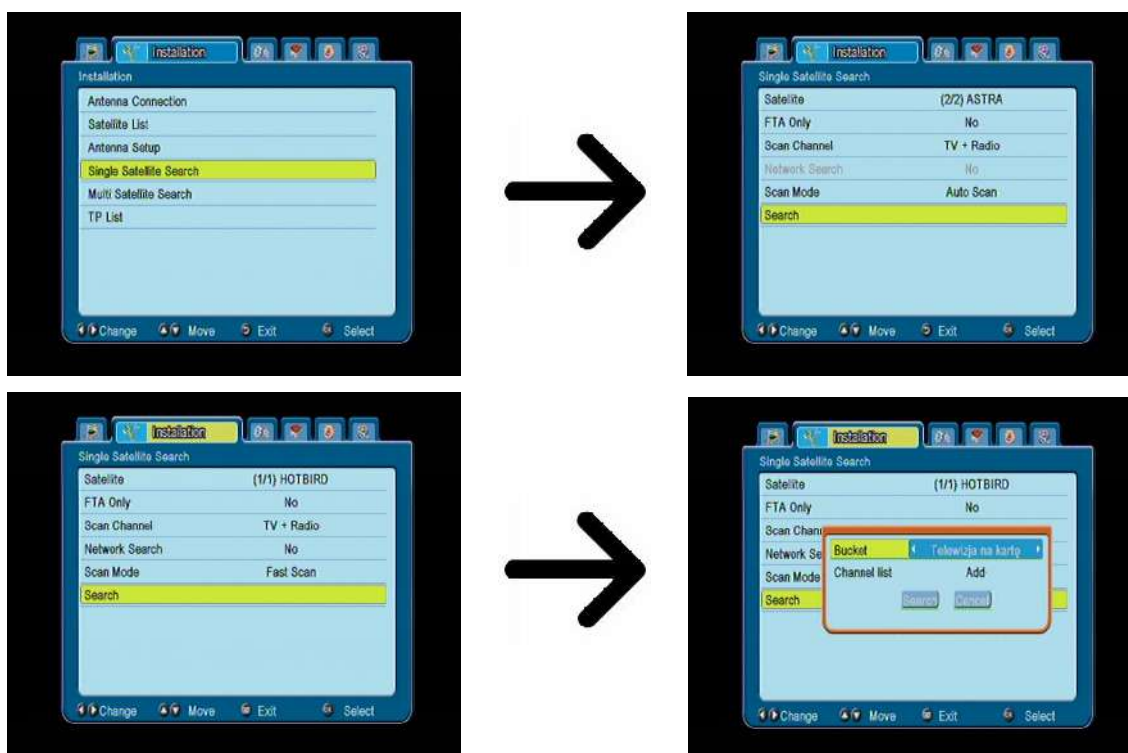 Installation
Installation
Antenna Connection
Satellite List
Antenna Setup
Single Satellite Search
Multi Satellite Search
TP List
Change Move Exit Select
Installation
Single Satellite Search
Satellite (2/2) ASTRA
FTA Only No
Scan Channel TV + Radio
Network Search No
Scan Mode Auto Scan
Search
Change Move Exit Select
Installation
Single Satellite Search
Satellite (1/1) HOTBIRD
FTA Only No
Scan Channel TV + Radio
Network Search No
Scan Mode Fast Scan
Search
Change Move Exit Select
Installation
Single Satellite Search
Satellite (1/1) HOTBIRD
FTA Only No
Scan Chann
Network Se
Scan Mode
Search
Bucket Telewizja na kartę
Channel list Add
Search Cancel
Change Move Exit Select